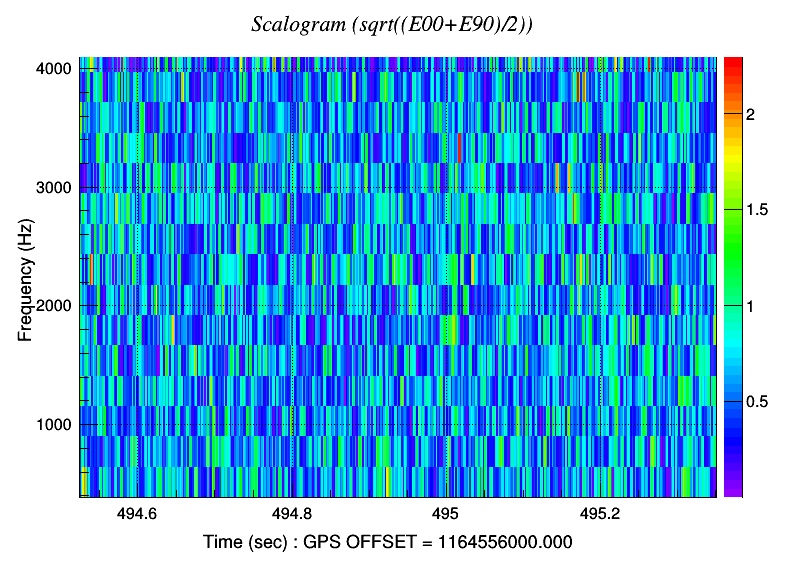 Scalogram (sqrt((E00+E90)/2))
4000
3000
2000
1000
Frequency (Hz)
2
1.5
1
0.5
494.6 494.8 495 495.2
Time (sec) : GPS OFFSET = 1164556000.000